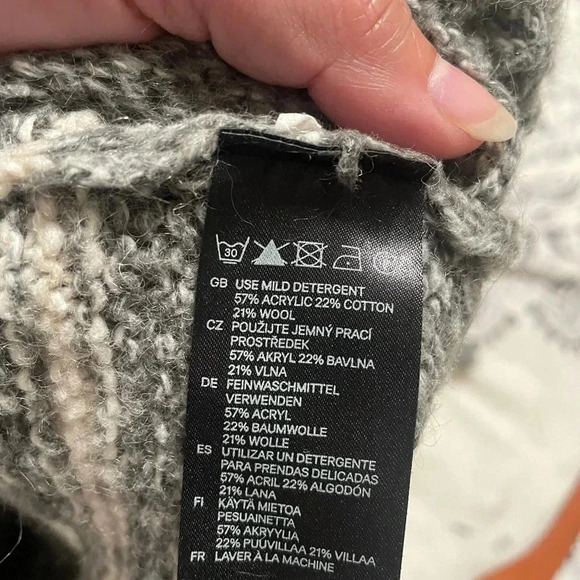 30
GB USE MILD DETERGENT
57% ACRYLIC 22% COTTON
21% WOOL
CZ POUŽIJTE JEMNÝ PRACÍ
PROSTŘEDEK
57% AKRYL 22% BAVLNA
21% VLNA
DE FEINWASCHMITTEL
VERWENDEN
57% ACRYL
22% BAUMWOLLE
21% WOLLE
ES UTILIZAR UN DETERGENTE
PARA PRENDAS DELICADAS
57% ACRIL 22% ALGODÓN
21% LANA
FI KÄYTÄ MIETOA
PESUAINETTA
57% AKRYYLIA
22% PUUVILLAA 21% VILLAA
FR LAVER À LA MACHINE